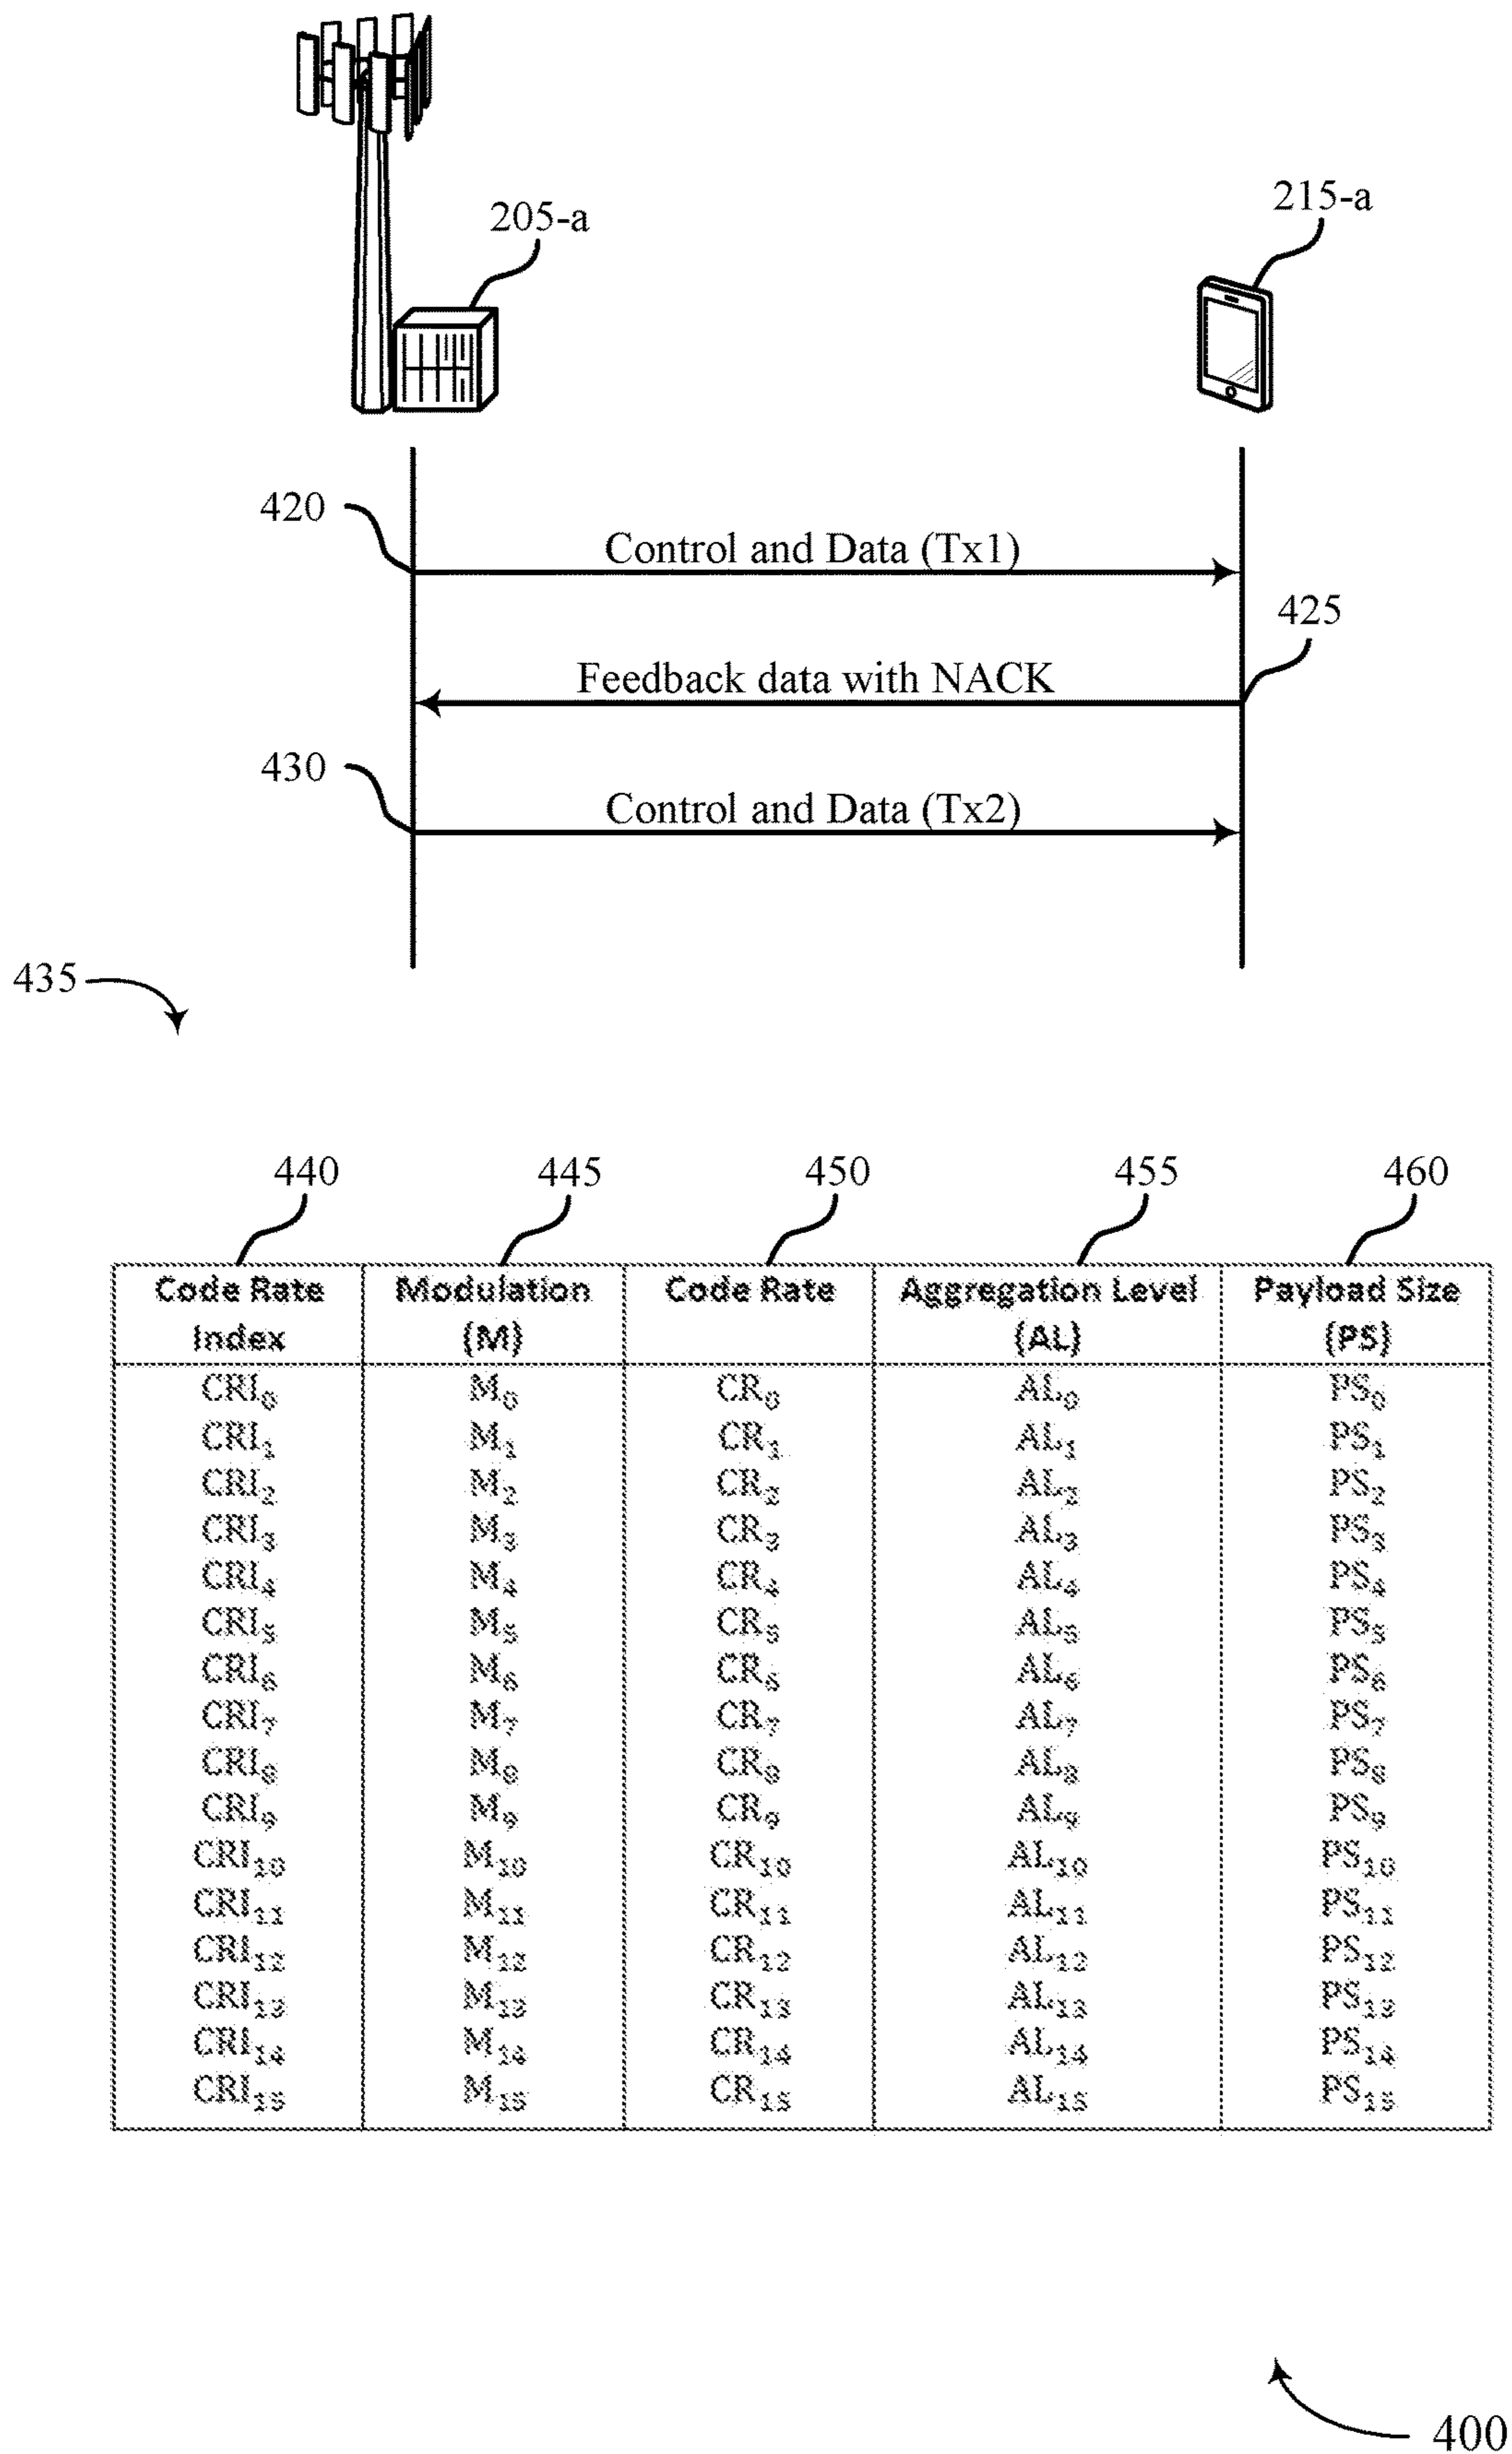 205-a
215-a
420
Control and Data (Tx1)
425
Feedback data with NACK
430
Control and Data (Tx2)
435
440 445 450 455 460
Code Rate Index Modulation (M) Code Rate Aggregation Level (AL) Payload Size (PS)
CRI₀ M₀ CR₀ AL₀ PS₀
CRI₁ M₁ CR₁ AL₁ PS₁
CRI₂ M₂ CR₂ AL₂ PS₂
CRI₃ M₃ CR₃ AL₃ PS₃
CRI₄ M₄ CR₄ AL₄ PS₄
CRI₅ M₅ CR₅ AL₅ PS₅
CRI₆ M₆ CR₆ AL₆ PS₆
CRI₇ M₇ CR₇ AL₇ PS₇
CRI₈ M₈ CR₈ AL₈ PS₈
CRI₉ M₉ CR₉ AL₉ PS₉
CRI₁₀ M₁₀ CR₁₀ AL₁₀ PS₁₀
CRI₁₁ M₁₁ CR₁₁ AL₁₁ PS₁₁
CRI₁₂ M₁₂ CR₁₂ AL₁₂ PS₁₂
CRI₁₃ M₁₃ CR₁₃ AL₁₃ PS₁₃
CRI₁₄ M₁₄ CR₁₄ AL₁₄ PS₁₄
CRI₁₅ M₁₅ CR₁₅ AL₁₅ PS₁₅
400